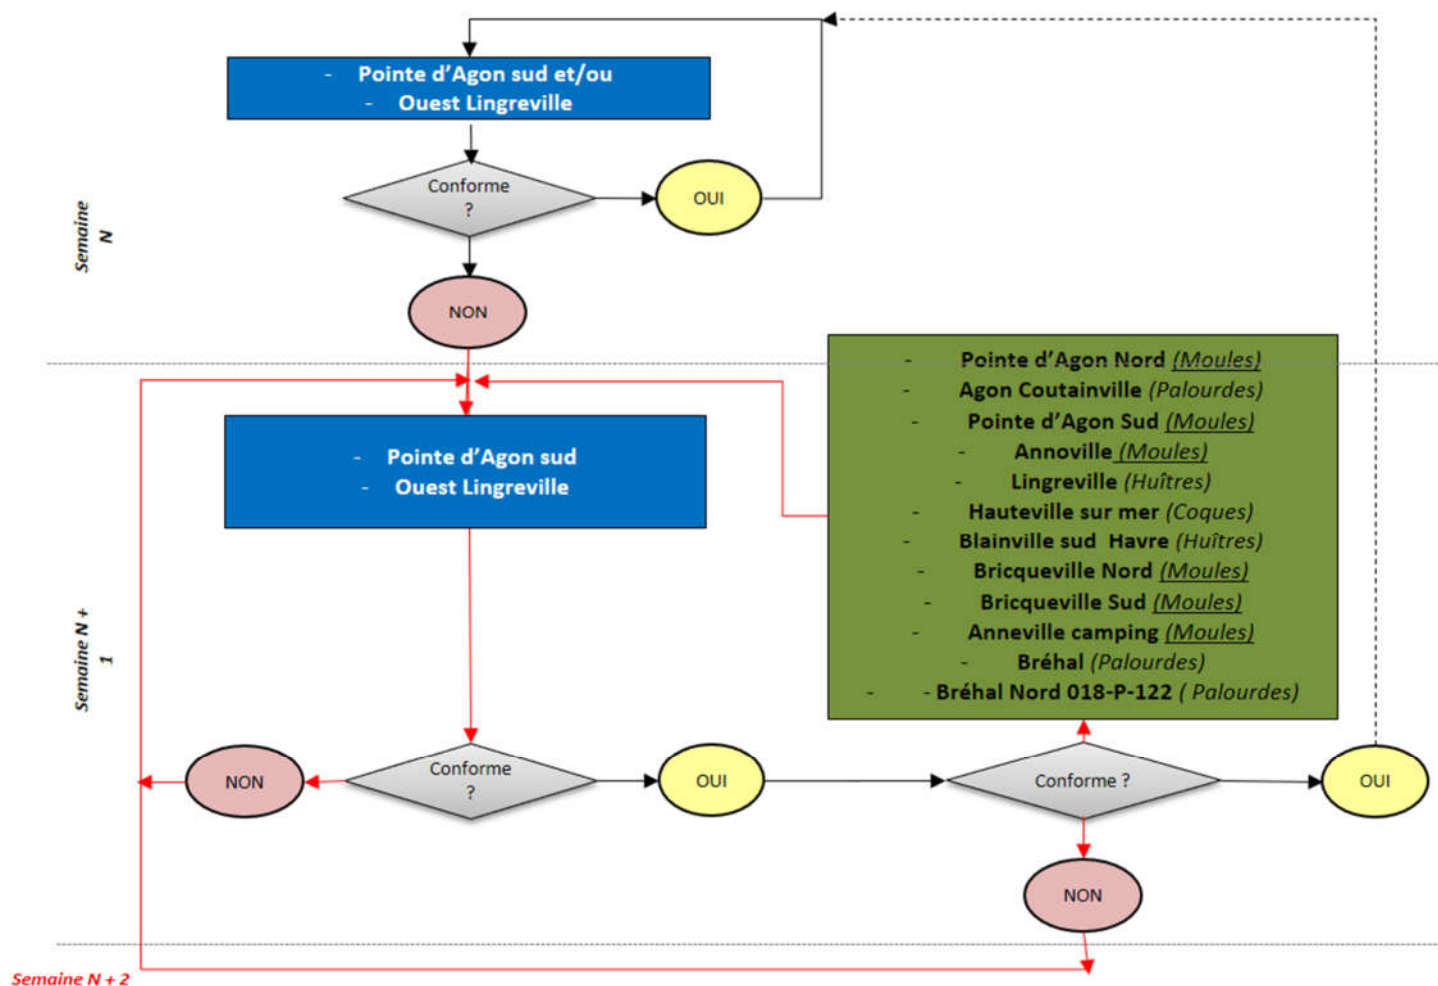 - Pointe d'Agon sud et/ou
- Ouest Lingreville
Conforme
?
OUI
Semaine
N
NON
- Pointe d'Agon Nord (Moules)
- Agon Coutainville (Palourdes)
- Pointe d'Agon Sud (Moules)
- Annoville (Moules)
- Lingreville (Huîtres)
- Hauteville sur mer (Coques)
- Blainville sud Havre (Huîtres)
- Bricqueville Nord (Moules)
- Bricqueville Sud (Moules)
- Anneville camping (Moules)
- Bréhal (Palourdes)
- - Bréhal Nord 018-P-122 ( Palourdes)
- Pointe d'Agon sud
- Ouest Lingreville
Semaine N +
1
NON
Conforme
?
OUI
Conforme ?
OUI
NON
Semaine N + 2